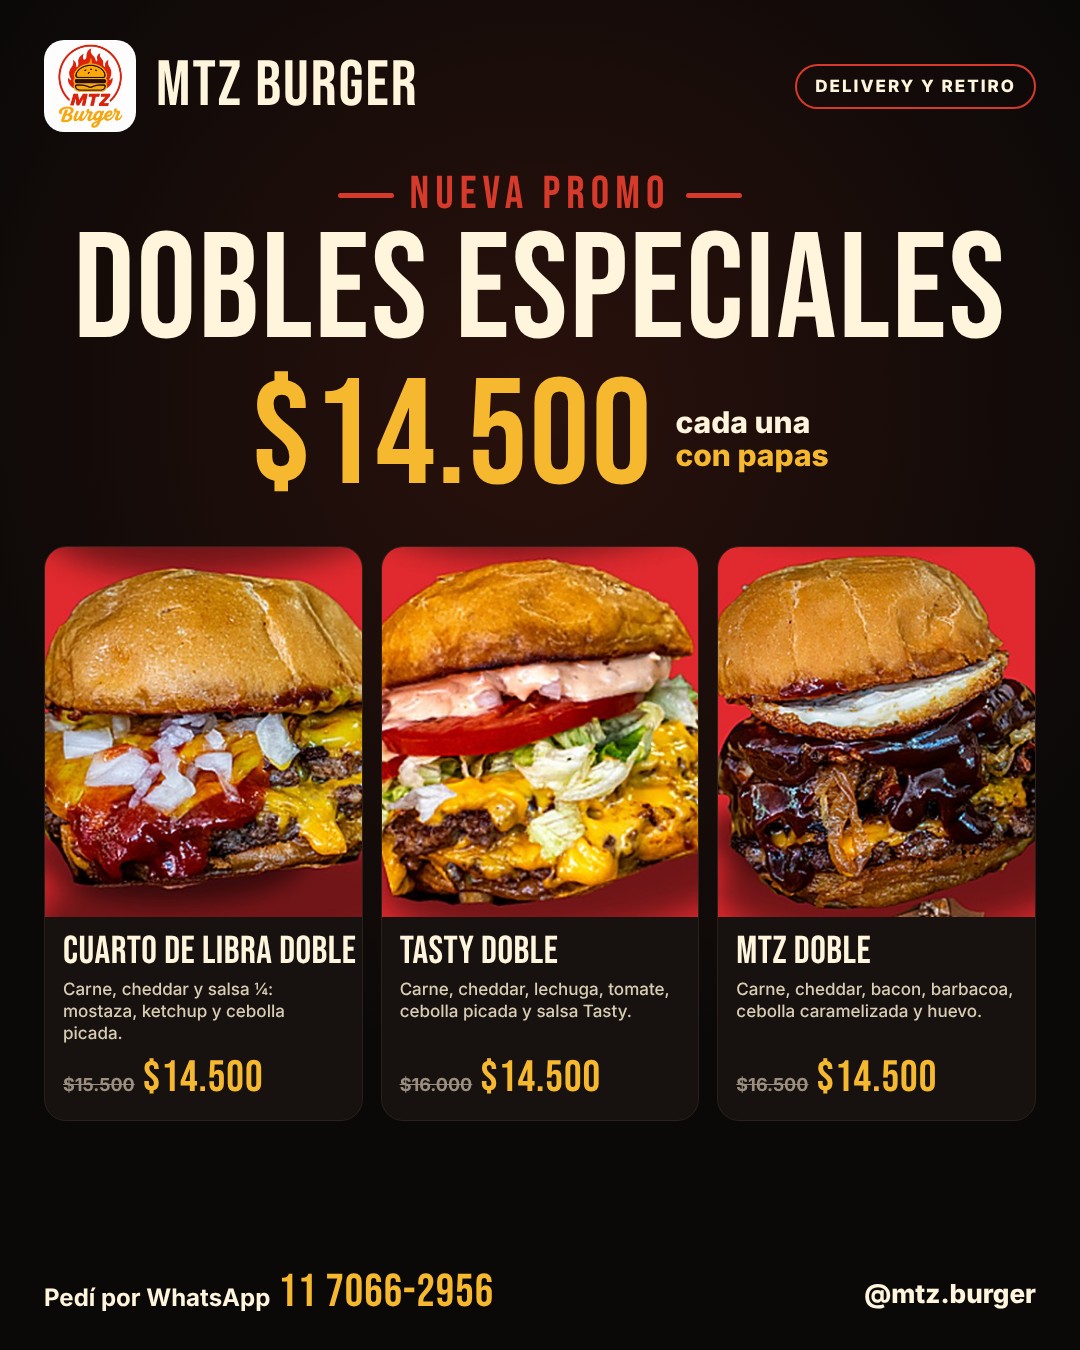 MTZ
Burger
MTZ BURGER
DELIVERY Y RETIRO
NUEVA PROMO
DOBLES ESPECIALES
$14.500
cada una
con papas
CUARTO DE LIBRA DOBLE
Carne, cheddar y salsa ¼:
mostaza, ketchup y cebolla
picada.
$15.500 $14.500
TASTY DOBLE
Carne, cheddar, lechuga, tomate,
cebolla picada y salsa Tasty.
$16.000 $14.500
MTZ DOBLE
Carne, cheddar, bacon, barbacoa,
cebolla caramelizada y huevo.
$16.500 $14.500
Pedí por WhatsApp 11 7066-2956
@mtz.burger